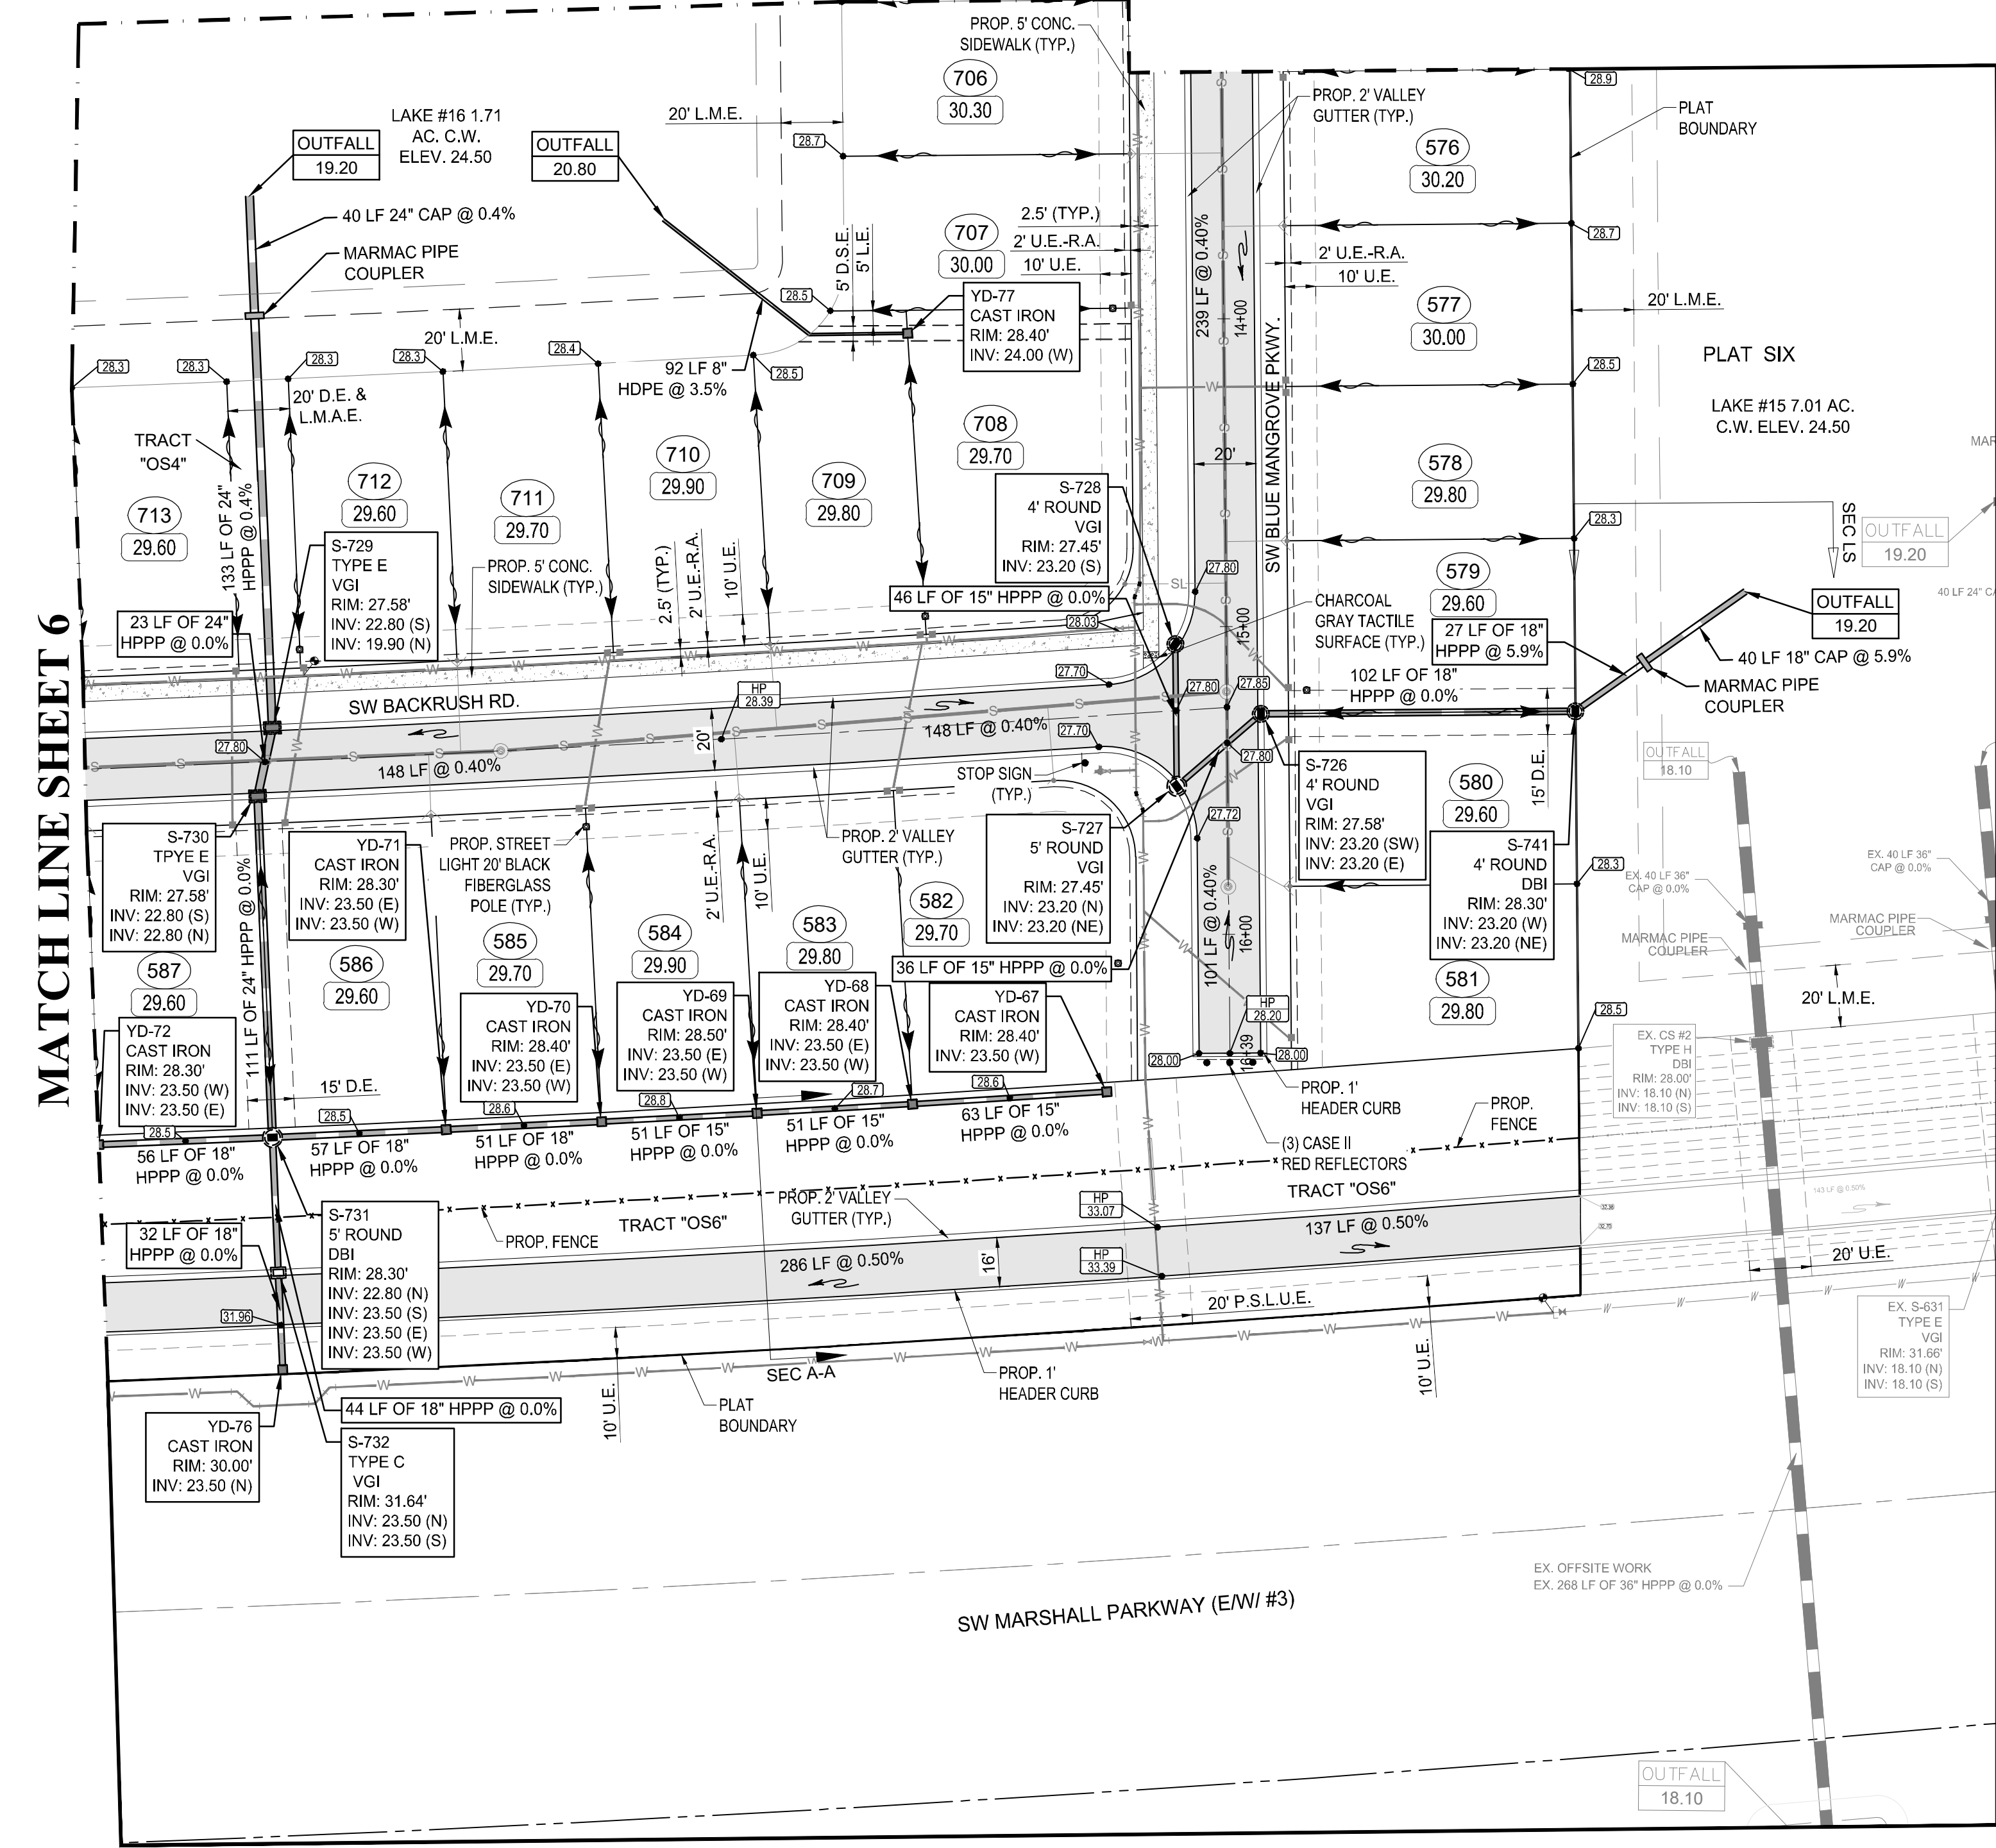 MATCH LINE SHEET 6
PROP. 5' CONC.
SIDEWALK (TYP.)
706
30.30
LAKE #16 1.71
AC. C.W.
ELEV. 24.50
OUTFALL
19.20
OUTFALL
20.80
20' L.M.E.
28.7
PROP. 2' VALLEY
GUTTER (TYP.)
28.9
PLAT
BOUNDARY
576
30.20
40 LF 24" CAP @ 0.4%
MARMAC PIPE
COUPLER
5' D.S.E.
5' L.E.
707
30.00
2.5' (TYP.)
2' U.E.-R.A.
10' U.E.
239 LF @ 0.40%
14+00
28.7
2' U.E.-R.A.
10' U.E.
577
30.00
20' L.M.E.
28.5
YD-77
CAST IRON
RIM: 28.40'
INV: 24.00 (W)
20' L.M.E.
28.3
28.3
28.3
28.3
28.4
92 LF 8"
HDPE @ 3.5%
28.5
28.5
PLAT SIX
LAKE #15 7.01 AC.
C.W. ELEV. 24.50
20' D.E. &
L.M.A.E.
TRACT
"OS4"
708
29.70
710
29.90
709
29.80
712
29.60
711
29.70
713
29.60
133 LF OF 24"
HPPP @ 0.4%
20'
SW BLUE MANGROVE PKWY.
578
29.80
28.3
SEC LS
MAR
OUTFALL
19.20
S-728
4' ROUND
VGI
RIM: 27.45'
INV: 23.20 (S)
S-729
TYPE E
VGI
RIM: 27.58'
INV: 22.80 (S)
INV: 19.90 (N)
PROP. 5' CONC.
SIDEWALK (TYP.)
2.5' (TYP.)
2' U.E.-R.A.
10' U.E.
27.80
SL
46 LF OF 15" HPPP @ 0.0%
28.03
15+00
CHARCOAL
GRAY TACTILE
SURFACE (TYP.)
579
29.60
27 LF OF 18"
HPPP @ 5.9%
OUTFALL
19.20
40 LF 24" CA
40 LF 18" CAP @ 5.9%
MARMAC PIPE
COUPLER
23 LF OF 24"
HPPP @ 0.0%
102 LF OF 18"
HPPP @ 0.0%
SW BACKRUSH RD.
HP
28.39
27.70
27.80
27.85
27.80
20'
148 LF @ 0.40%
148 LF @ 0.40%
27.70
27.80
STOP SIGN
(TYP.)
15' D.E.
OUTFALL
18.10
S-726
4' ROUND
VGI
RIM: 27.58'
INV: 23.20 (SW)
INV: 23.20 (E)
580
29.60
27.72
S-730
TPYE E
VGI
RIM: 27.58'
INV: 22.80 (S)
INV: 22.80 (N)
YD-71
CAST IRON
RIM: 28.30'
INV: 23.50 (E)
INV: 23.50 (W)
PROP. STREET
LIGHT 20' BLACK
FIBERGLASS
POLE (TYP.)
PROP. 2' VALLEY
GUTTER (TYP.)
2' U.E.-R.A.
10' U.E.
S-727
5' ROUND
VGI
RIM: 27.45'
INV: 23.20 (N)
INV: 23.20 (NE)
S-741
4' ROUND
DBI
RIM: 28.30'
INV: 23.20 (W)
INV: 23.20 (NE)
28.3
EX. 40 LF 36"
CAP @ 0.0%
EX. 40 LF 36"
CAP @ 0.0%
MARMAC PIPE
COUPLER
MARMAC PIPE
COUPLER
111 LF OF 24" HPPP @ 0.0%
101 LF @ 0.40%
16+00
587
29.60
586
29.60
585
29.70
584
29.90
583
29.80
582
29.70
581
29.80
36 LF OF 15" HPPP @ 0.0%
20' L.M.E.
YD-72
CAST IRON
RIM: 28.30'
INV: 23.50 (W)
INV: 23.50 (E)
YD-70
CAST IRON
RIM: 28.40'
INV: 23.50 (E)
INV: 23.50 (W)
YD-69
CAST IRON
RIM: 28.50'
INV: 23.50 (E)
INV: 23.50 (W)
YD-68
CAST IRON
RIM: 28.40'
INV: 23.50 (E)
INV: 23.50 (W)
YD-67
CAST IRON
RIM: 28.40'
INV: 23.50 (W)
HP
28.20
28.00
28.00
16+39
28.5
EX. CS #2
TYPE H
DBI
RIM: 28.00'
INV: 18.10 (N)
INV: 18.10 (S)
15' D.E.
28.5
28.5
28.6
28.8
28.7
28.6
56 LF OF 18"
HPPP @ 0.0%
57 LF OF 18"
HPPP @ 0.0%
51 LF OF 18"
HPPP @ 0.0%
51 LF OF 15"
HPPP @ 0.0%
51 LF OF 15"
HPPP @ 0.0%
63 LF OF 15"
HPPP @ 0.0%
PROP. 1'
HEADER CURB
PROP.
FENCE
(3) CASE II
RED REFLECTORS
TRACT "OS6"
143 LF @ 0.50%
PROP. 2' VALLEY
GUTTER (TYP.)
TRACT "OS6"
PROP. FENCE
32 LF OF 18"
HPPP @ 0.0%
S-731
5' ROUND
DBI
RIM: 28.30'
INV: 22.80 (N)
INV: 23.50 (S)
INV: 23.50 (E)
INV: 23.50 (W)
HP
33.07
137 LF @ 0.50%
286 LF @ 0.50%
16'
HP
33.39
20' U.E.
31.96
20' P.S.L.U.E.
EX. S-631
TYPE E
VGI
RIM: 31.66'
INV: 18.10 (N)
INV: 18.10 (S)
SEC A-A
PROP. 1'
HEADER CURB
10' U.E.
10' U.E.
PLAT
BOUNDARY
44 LF OF 18" HPPP @ 0.0%
YD-76
CAST IRON
RIM: 30.00'
INV: 23.50 (N)
S-732
TYPE C
VGI
RIM: 31.64'
INV: 23.50 (N)
INV: 23.50 (S)
EX. OFFSITE WORK
EX. 268 LF OF 36" HPPP @ 0.0%
SW MARSHALL PARKWAY (E/W/ #3)
OUTFALL
18.10